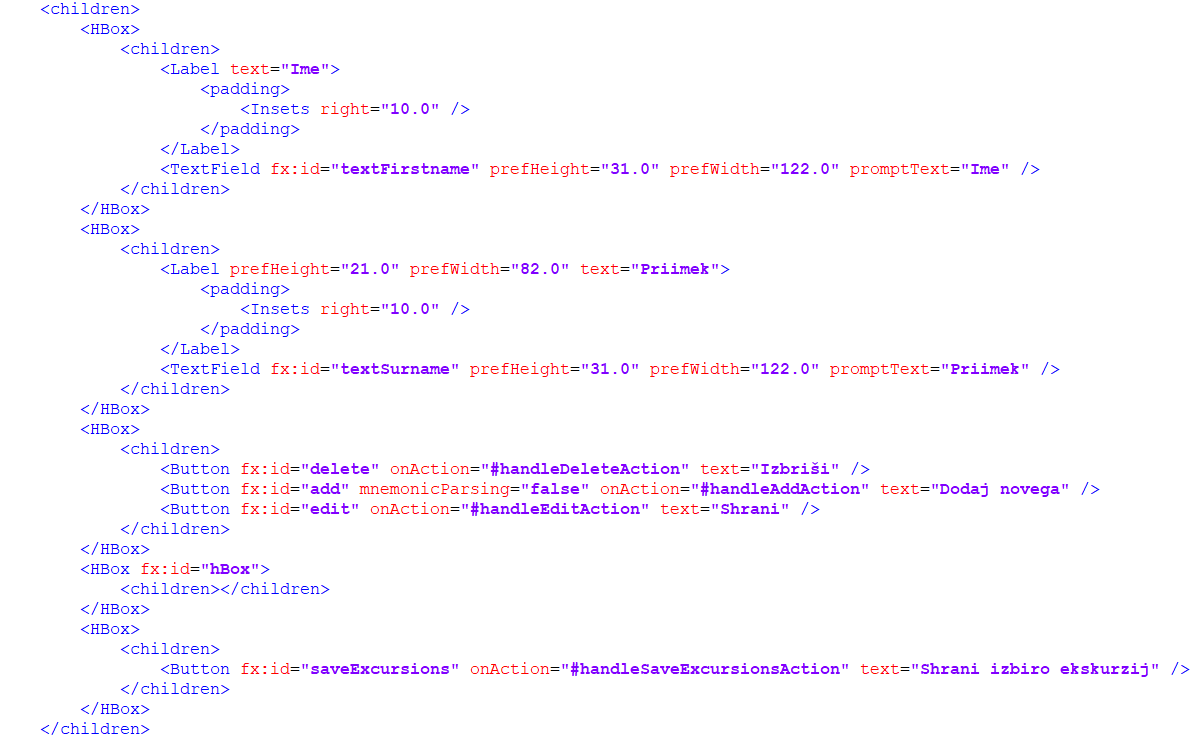 <children>
    <HBox>
        <children>
            <Label text="Ime">
                <padding>
                    <Insets right="10.0" />
                </padding>
            </Label>
            <TextField fx:id="textFirstname" prefHeight="31.0" prefWidth="122.0" promptText="Ime" />
        </children>
    </HBox>
    <HBox>
        <children>
            <Label prefHeight="21.0" prefWidth="82.0" text="Priimek">
                <padding>
                    <Insets right="10.0" />
                </padding>
            </Label>
            <TextField fx:id="textSurname" prefHeight="31.0" prefWidth="122.0" promptText="Priimek" />
        </children>
    </HBox>
    <HBox>
        <children>
            <Button fx:id="delete" onAction="#handleDeleteAction" text="Izbriši" />
            <Button fx:id="add" mnemonicParsing="false" onAction="#handleAddAction" text="Dodaj novega" />
            <Button fx:id="edit" onAction="#handleEditAction" text="Shrani" />
        </children>
    </HBox>
    <HBox fx:id="hBox">
        <children></children>
    </HBox>
    <HBox>
        <children>
            <Button fx:id="saveExcursions" onAction="#handleSaveExcursionsAction" text="Shrani izbiro ekskurzij" />
        </children>
    </HBox>
</children>